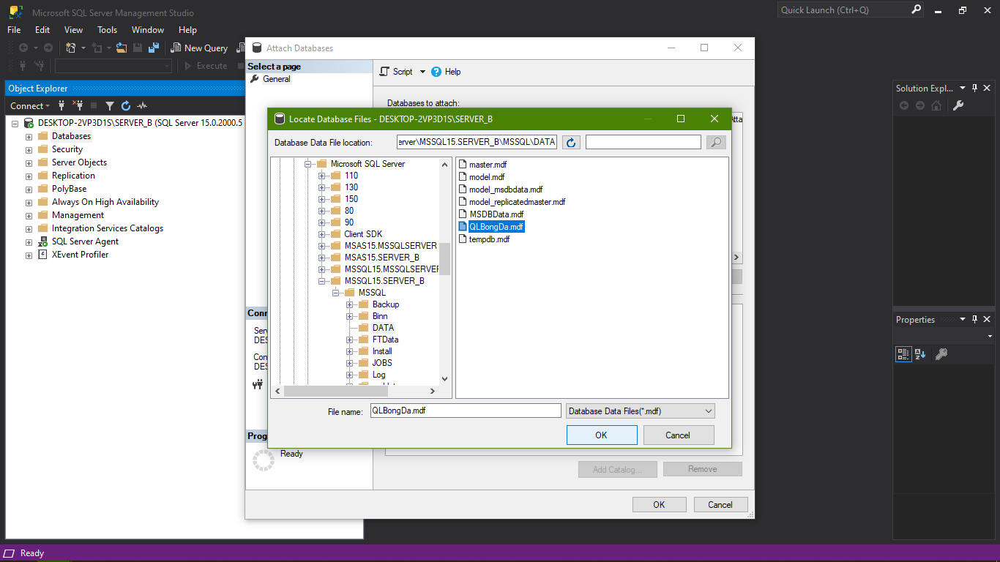 Microsoft SQL Server Management Studio
Quick Launch (Ctrl+Q)
File Edit View Tools Window Help
New Query
Execute
Object Explorer
Connect
DESKTOP-2VP3D1S\SERVER_B (SQL Server 15.0.2000.5
Databases
Security
Server Objects
Replication
PolyBase
Always On High Availability
Management
Integration Services Catalogs
SQL Server Agent
XEvent Profiler
Attach Databases
Select a page
General
Script Help
Databases to attach:
Atta
Locate Database Files - DESKTOP-2VP3D1S\SERVER_B
Database Data File location:
erver\MSSQL15.SERVER_B\MSSQL\DATA
Microsoft SQL Server
110
130
150
80
90
Client SDK
MSAS15.MSSQLSERVER
MSAS15.SERVER_B
MSSQL15.MSSQLSERVER
MSSQL15.SERVER_B
MSSQL
Backup
Binn
DATA
FTData
Install
JOBS
Log
master.mdf
model.mdf
model_msdbdata.mdf
model_replicatedmaster.mdf
MSDBData.mdf
QLBongDa.mdf
tempdb.mdf
File name:
QLBongDa.mdf
Database Data Files(*.mdf)
OK
Cancel
Conn
Serv
DES
Con
DES
Prog
Ready
Add Catalog...
Remove
OK
Cancel
Solution Expl...
Properties
Ready